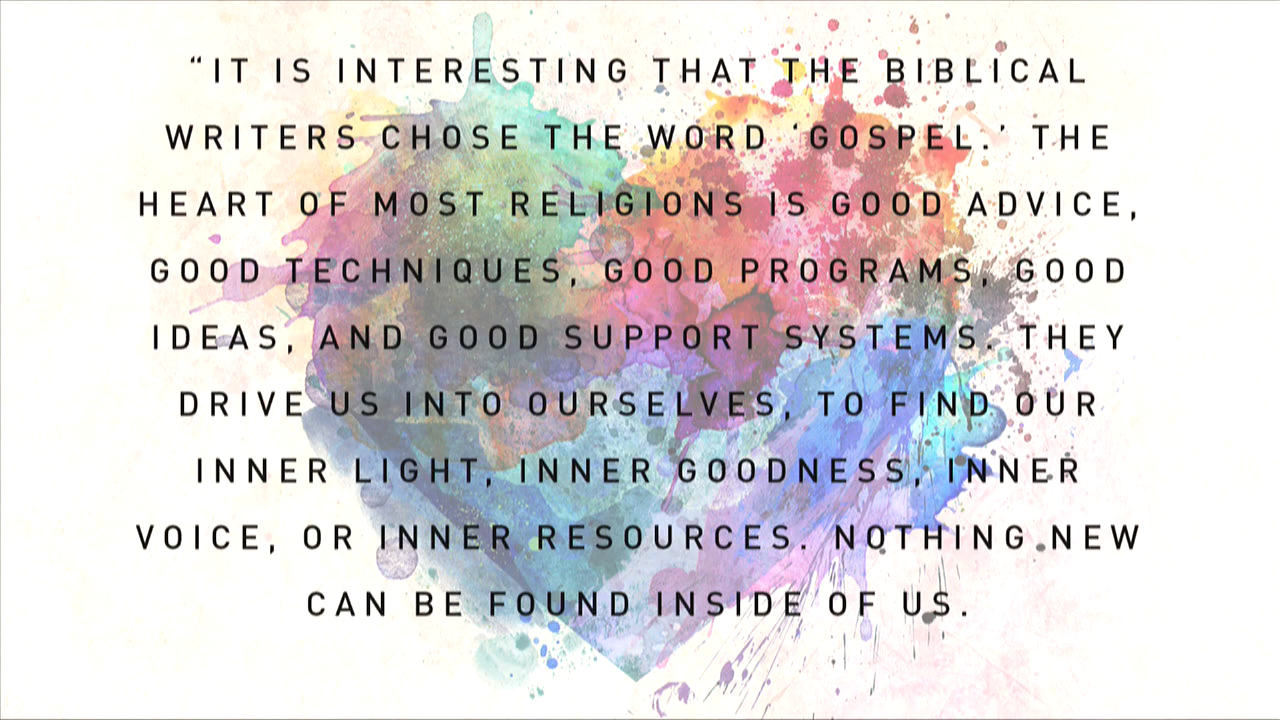 “IT IS INTERESTING THAT THE BIBLICAL
WRITERS CHOSE THE WORD ‘GOSPEL.’ THE
HEART OF MOST RELIGIONS IS GOOD ADVICE,
GOOD TECHNIQUES, GOOD PROGRAMS, GOOD
IDEAS, AND GOOD SUPPORT SYSTEMS. THEY
DRIVE US INTO OURSELVES, TO FIND OUR
INNER LIGHT, INNER GOODNESS, INNER
VOICE, OR INNER RESOURCES. NOTHING NEW
CAN BE FOUND INSIDE OF US.